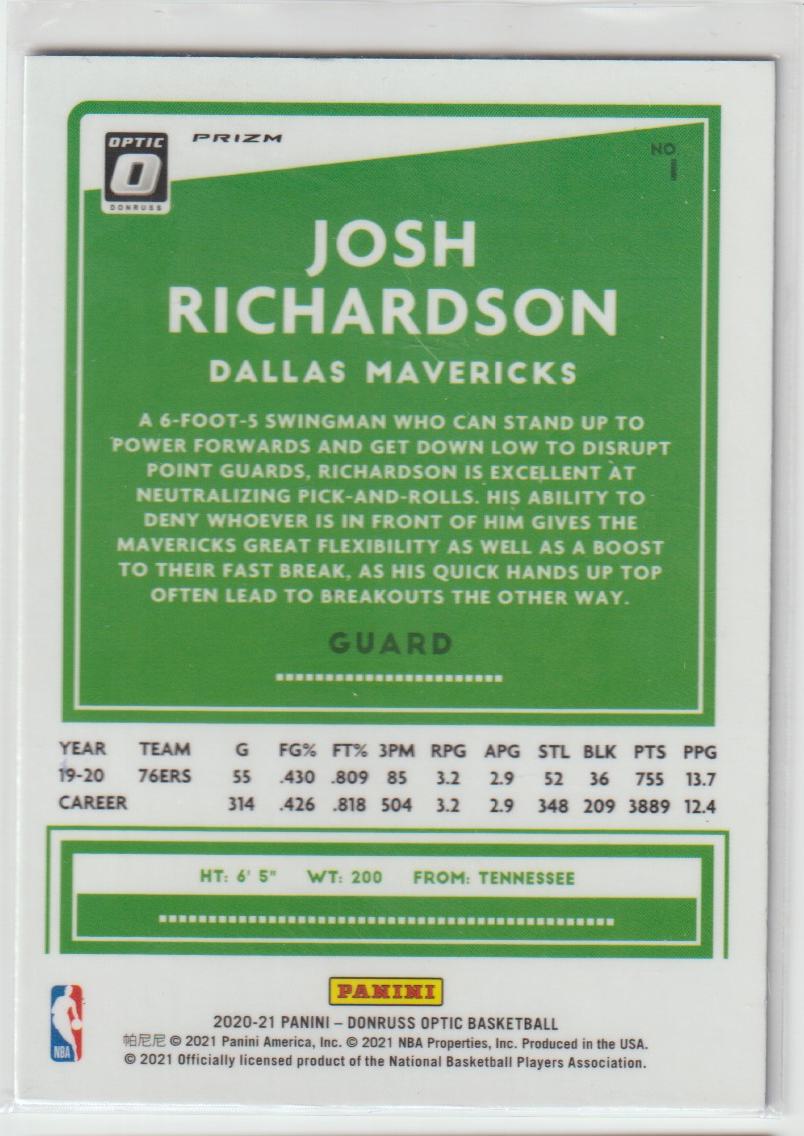 OPTIC
O
DONRUSS
PRIZM
NO
1
JOSH
RICHARDSON
DALLAS MAVERICKS
A 6-FOOT-5 SWINGMAN WHO CAN STAND UP TO
POWER FORWARDS AND GET DOWN LOW TO DISRUPT
POINT GUARDS, RICHARDSON IS EXCELLENT AT
NEUTRALIZING PICK-AND-ROLLS. HIS ABILITY TO
DENY WHOEVER IS IN FRONT OF HIM GIVES THE
MAVERICKS GREAT FLEXIBILITY AS WELL AS A BOOST
TO THEIR FAST BREAK, AS HIS QUICK HANDS UP TOP
OFTEN LEAD TO BREAKOUTS THE OTHER WAY.
GUARD
YEAR TEAM G FG% FT% 3PM RPG APG STL BLK PTS PPG
19-20 76ERS 55 .430 .809 85 3.2 2.9 52 36 755 13.7
CAREER 314 .426 .818 504 3.2 2.9 348 209 3889 12.4
HT: 6' 5" WT: 200 FROM: TENNESSEE
PANINI
NBA
2020-21 PANINI – DONRUSS OPTIC BASKETBALL
帕尼尼 © 2021 Panini America, Inc. © 2021 NBA Properties, Inc. Produced in the USA.
© 2021 Officially licensed product of the National Basketball Players Association.